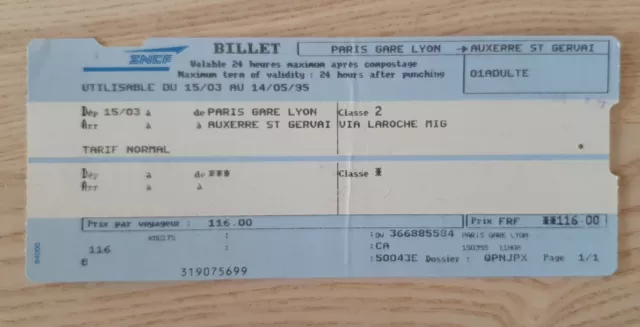 SNCF BILLET PARIS GARE LYON → AUXERRE ST GERVAI
Valable 24 heures maximum après compostage
Maximum term of validity : 24 hours after punching
01ADULTE
UTILISABLE DU 15/03 AU 14/05/95
Dép 15/03 à de PARIS GARE LYON Classe 2
Arr à à AUXERRE ST GERVAI VIA LAROCHE MIG
TARIF NORMAL *
Dép à de *** Classe *
Arr à à
Prix par voyageur : 116.00 Prix FRF **116.00
: DV 366885584 PARIS GARE LYON
116 : :CA 150395
: :S0043E Dossier : QPNJPX Page 1/1
319075699